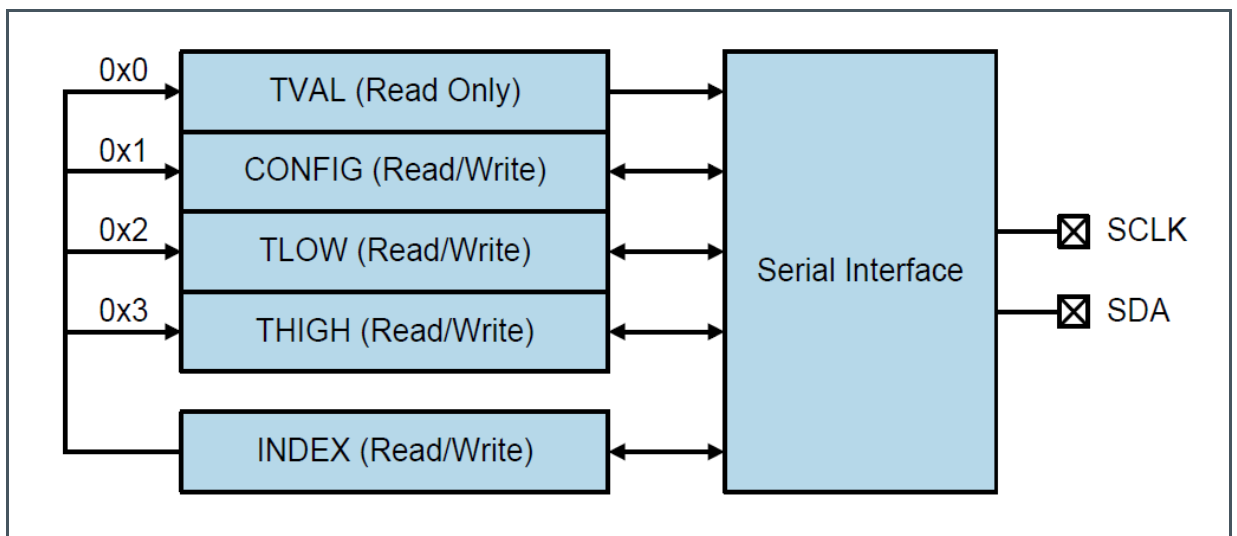 0x0
TVAL (Read Only)
0x1
CONFIG (Read/Write)
0x2
TLOW (Read/Write)
0x3
THIGH (Read/Write)
INDEX (Read/Write)
Serial Interface
SCLK
SDA